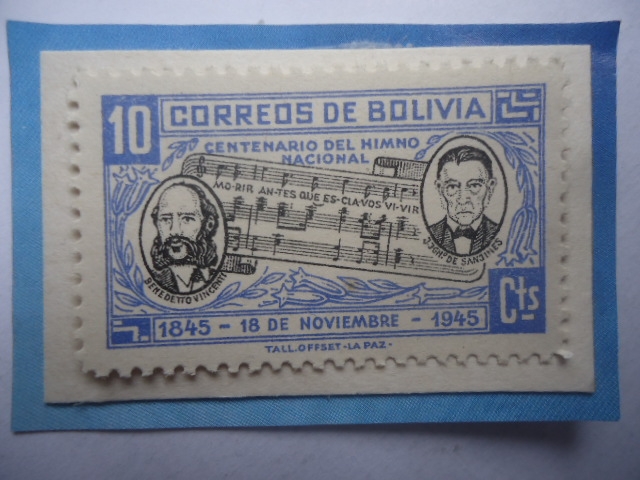 10 CORREOS DE BOLIVIA
CENTENARIO DEL HIMNO
NACIONAL
MO-RIR AN-TES QUE ES-CLA-VOS VI-VIR
BENEDETTO VINCENTI
DE SANJINES
Cts
1845 - 18 DE NOVIEMBRE - 1945
TALL.OFFSET-LA PAZ-